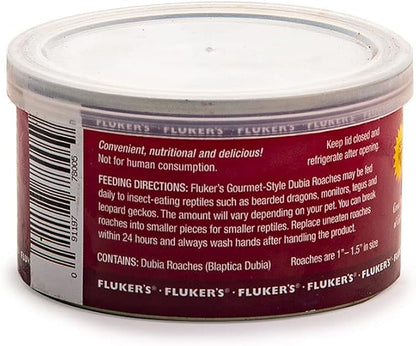 FLUKER'S · FLUKER'S · FLUKER'S · FLUKER'S
Convenient, nutritional and delicious!
Not for human consumption.
Keep lid closed and
refrigerate after opening.
FEEDING DIRECTIONS: Fluker's Gourmet-Style Dubia Roaches may be fed
daily to insect-eating reptiles such as bearded dragons, monitors, tegus and
leopard geckos. The amount will vary depending on your pet. You can break
roaches into smaller pieces for smaller reptiles. Replace uneaten roaches
within 24 hours and always wash hands after handling the product.
CONTAINS: Dubia Roaches (Blaptica Dubia)
Roaches are 1"–1.5" in size
FLUKER'S® · FLUKER'S® · FLUKER'S® · FLUKER'S®
0 91197 78005